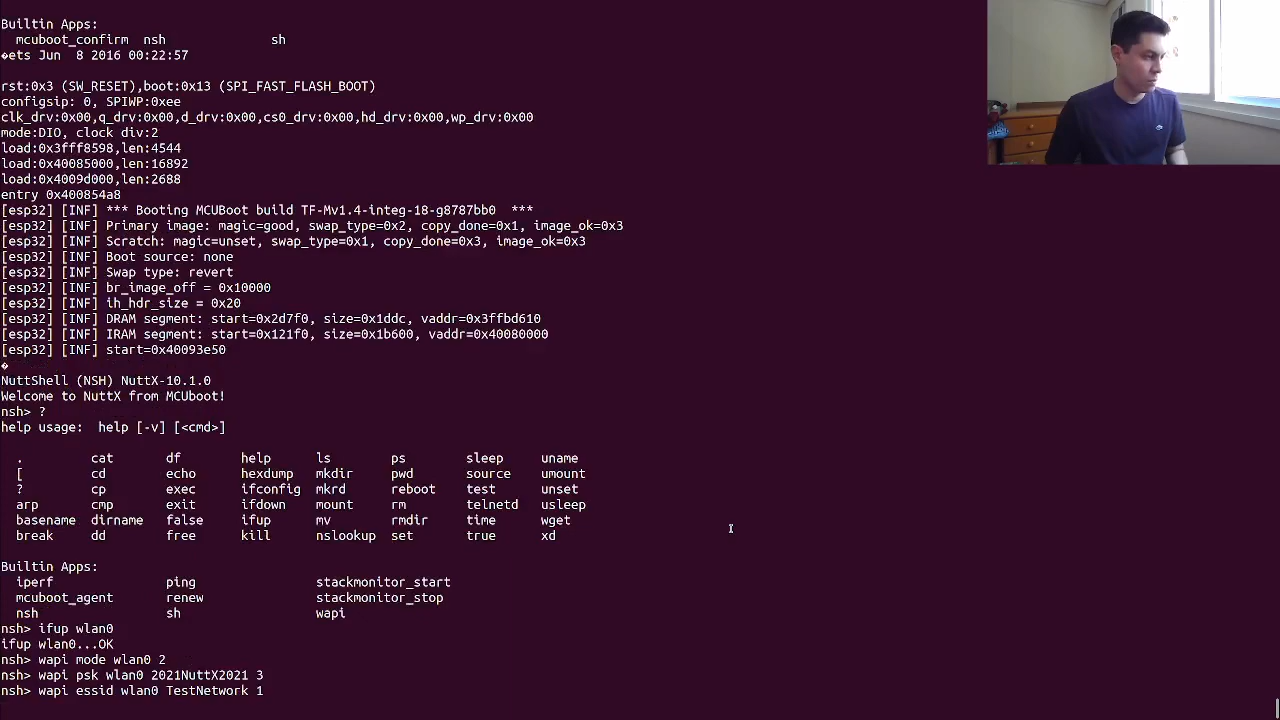 Builtin Apps:
mcuboot_confirm nsh sh
�ets Jun 8 2016 00:22:57
rst:0x3 (SW_RESET),boot:0x13 (SPI_FAST_FLASH_BOOT)
configsip: 0, SPIWP:0xee
clk_drv:0x00,q_drv:0x00,d_drv:0x00,cs0_drv:0x00,hd_drv:0x00,wp_drv:0x00
mode:DIO, clock div:2
load:0x3fff8598,len:4544
load:0x40085000,len:16892
load:0x4009d000,len:2688
entry 0x400854a8
[esp32] [INF] *** Booting MCUBoot build TF-Mv1.4-integ-18-g8787bb0 ***
[esp32] [INF] Primary image: magic=good, swap_type=0x2, copy_done=0x1, image_ok=0x3
[esp32] [INF] Scratch: magic=unset, swap_type=0x1, copy_done=0x3, image_ok=0x3
[esp32] [INF] Boot source: none
[esp32] [INF] Swap type: revert
[esp32] [INF] br_image_off = 0x10000
[esp32] [INF] ih_hdr_size = 0x20
[esp32] [INF] DRAM segment: start=0x2d7f0, size=0x1ddc, vaddr=0x3ffbd610
[esp32] [INF] IRAM segment: start=0x121f0, size=0x1b600, vaddr=0x40080000
[esp32] [INF] start=0x40093e50
�
NuttShell (NSH) NuttX-10.1.0
Welcome to NuttX from MCUboot!
nsh> ?
help usage: help [-v] [<cmd>]
. cat df help ls ps sleep uname
[ cd echo hexdump mkdir pwd source umount
? cp exec ifconfig mkrd reboot test unset
arp cmp exit ifdown mount rm telnetd usleep
basename dirname false ifup mv rmdir time wget
break dd free kill nslookup set true xd
Builtin Apps:
iperf ping stackmonitor_start
mcuboot_agent renew stackmonitor_stop
nsh sh wapi
nsh> ifup wlan0
ifup wlan0...OK
nsh> wapi mode wlan0 2
nsh> wapi psk wlan0 2021NuttX2021 3
nsh> wapi essid wlan0 TestNetwork 1